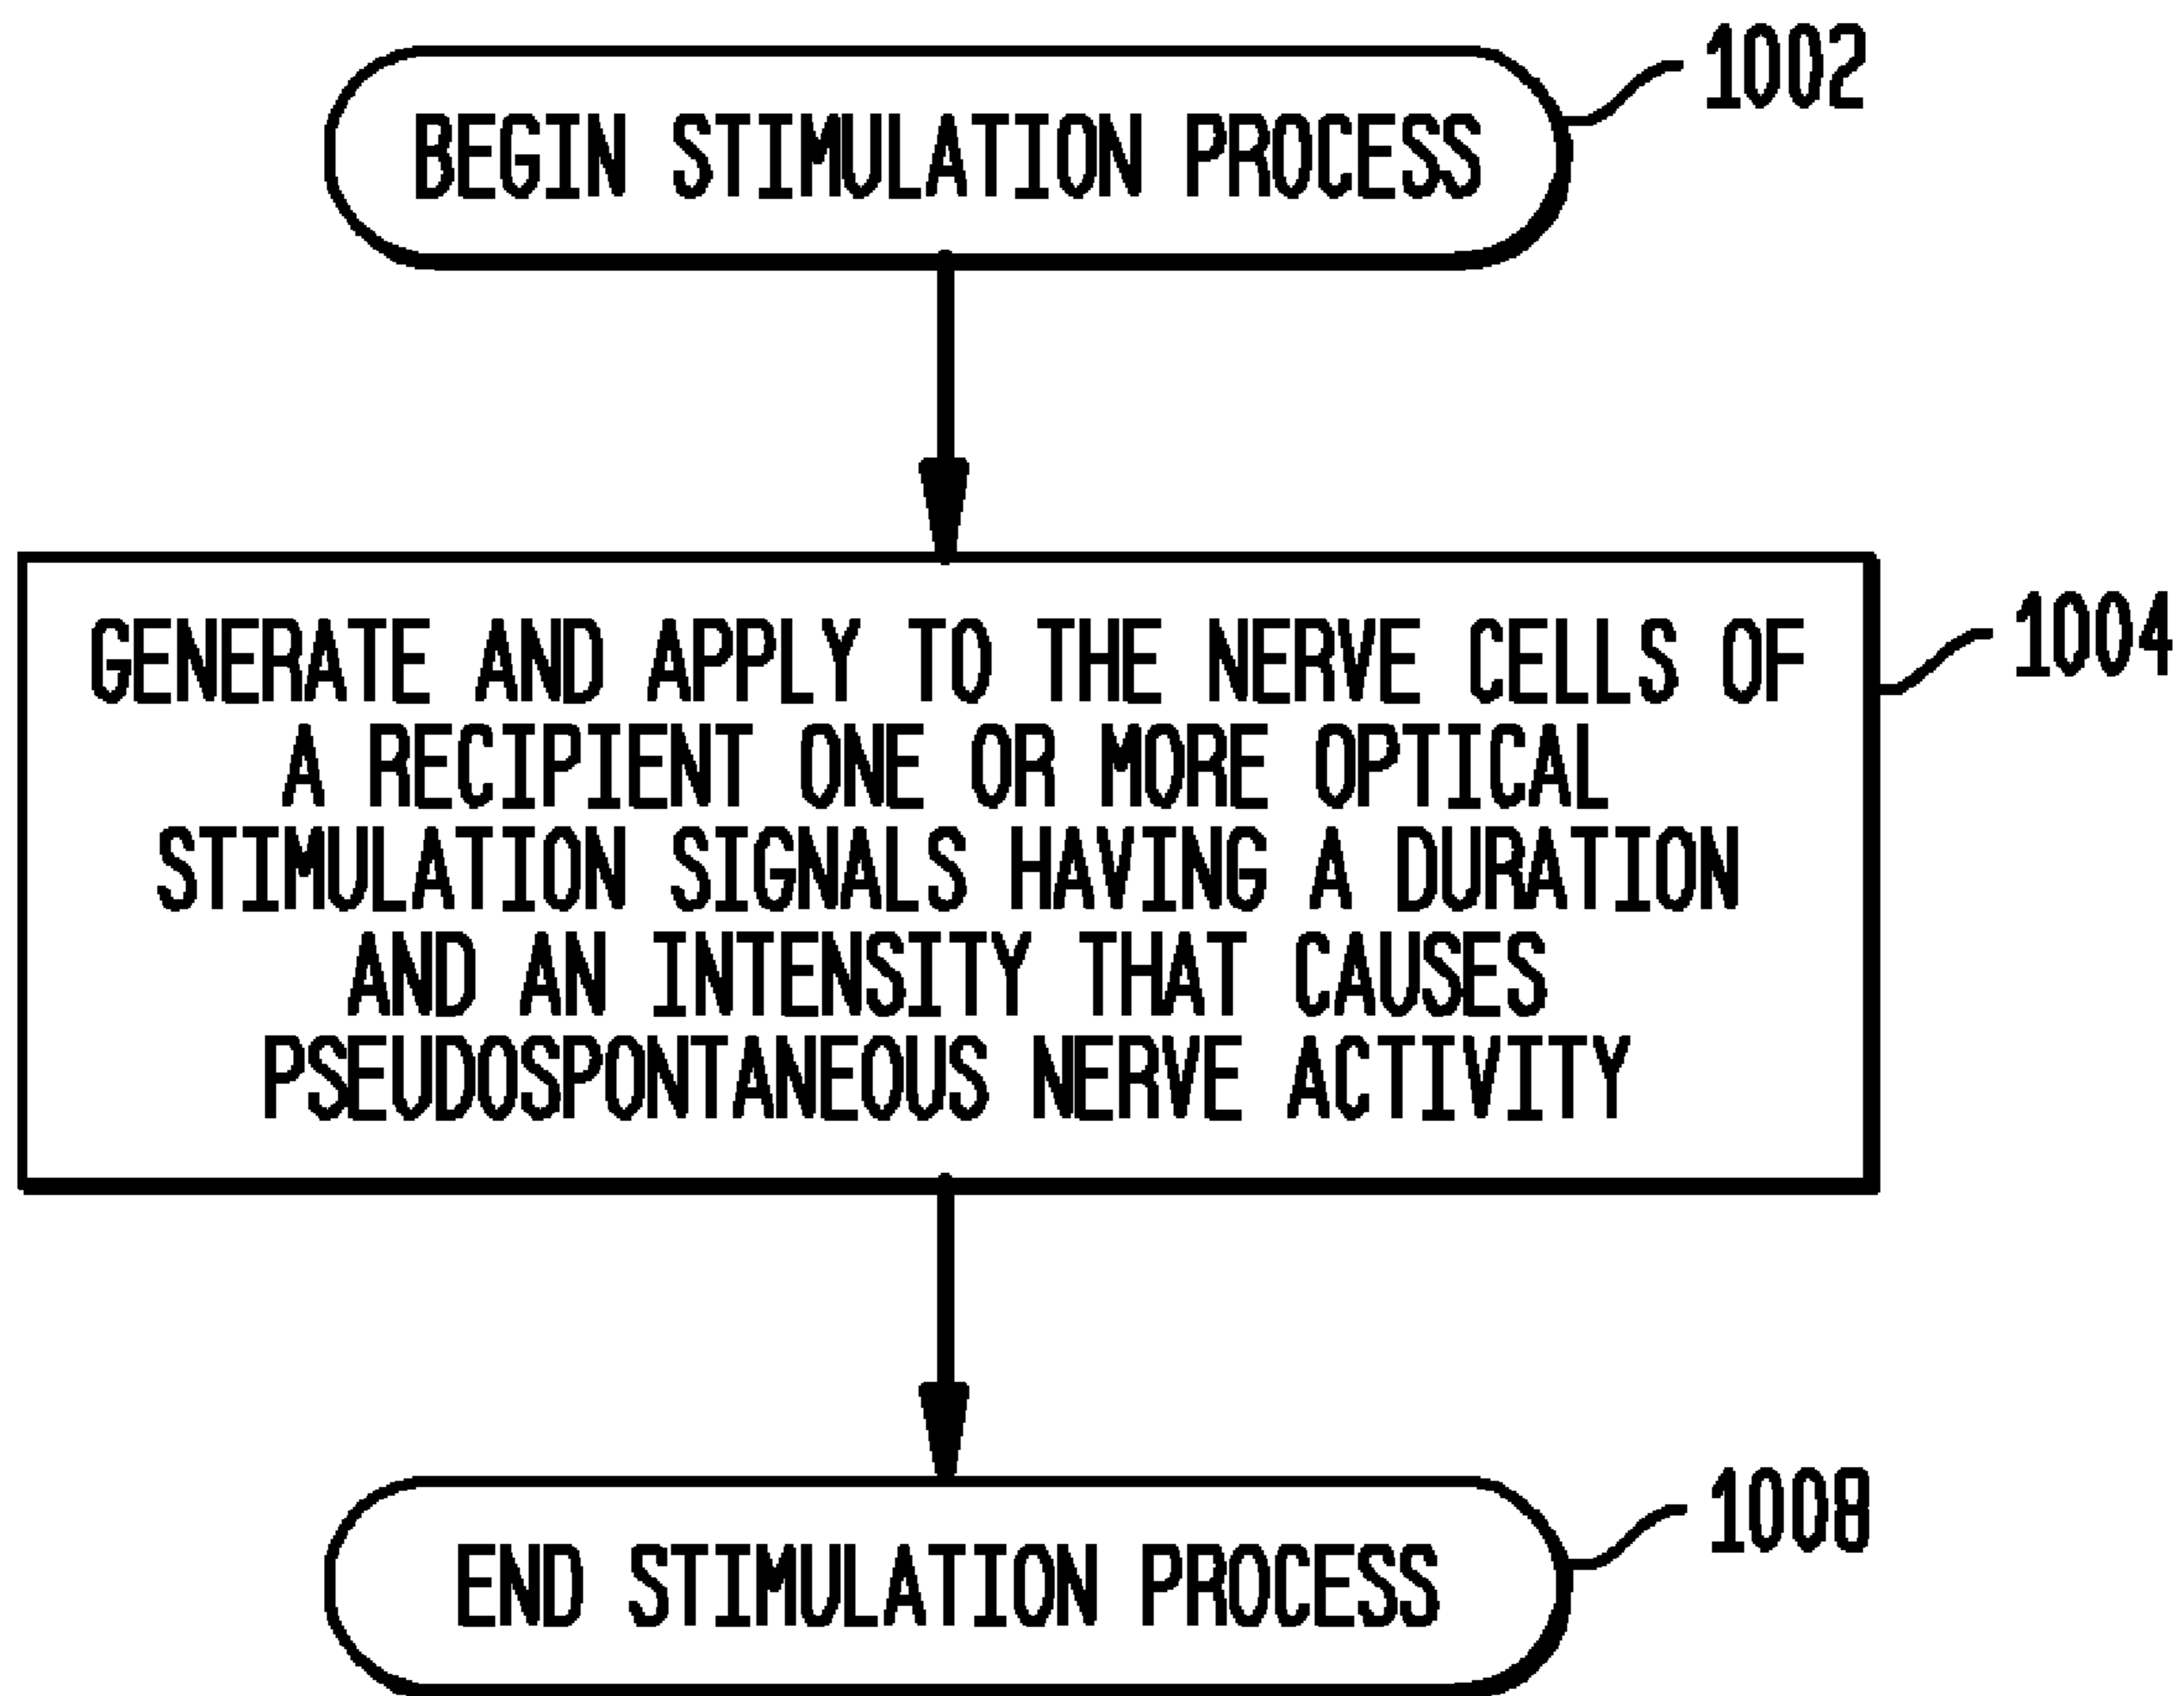 BEGIN STIMULATION PROCESS
1002
GENERATE AND APPLY TO THE NERVE CELLS OF
A RECIPIENT ONE OR MORE OPTICAL
STIMULATION SIGNALS HAVING A DURATION
AND AN INTENSITY THAT CAUSES
PSEUDOSPONTANEOUS NERVE ACTIVITY
1004
END STIMULATION PROCESS
1008